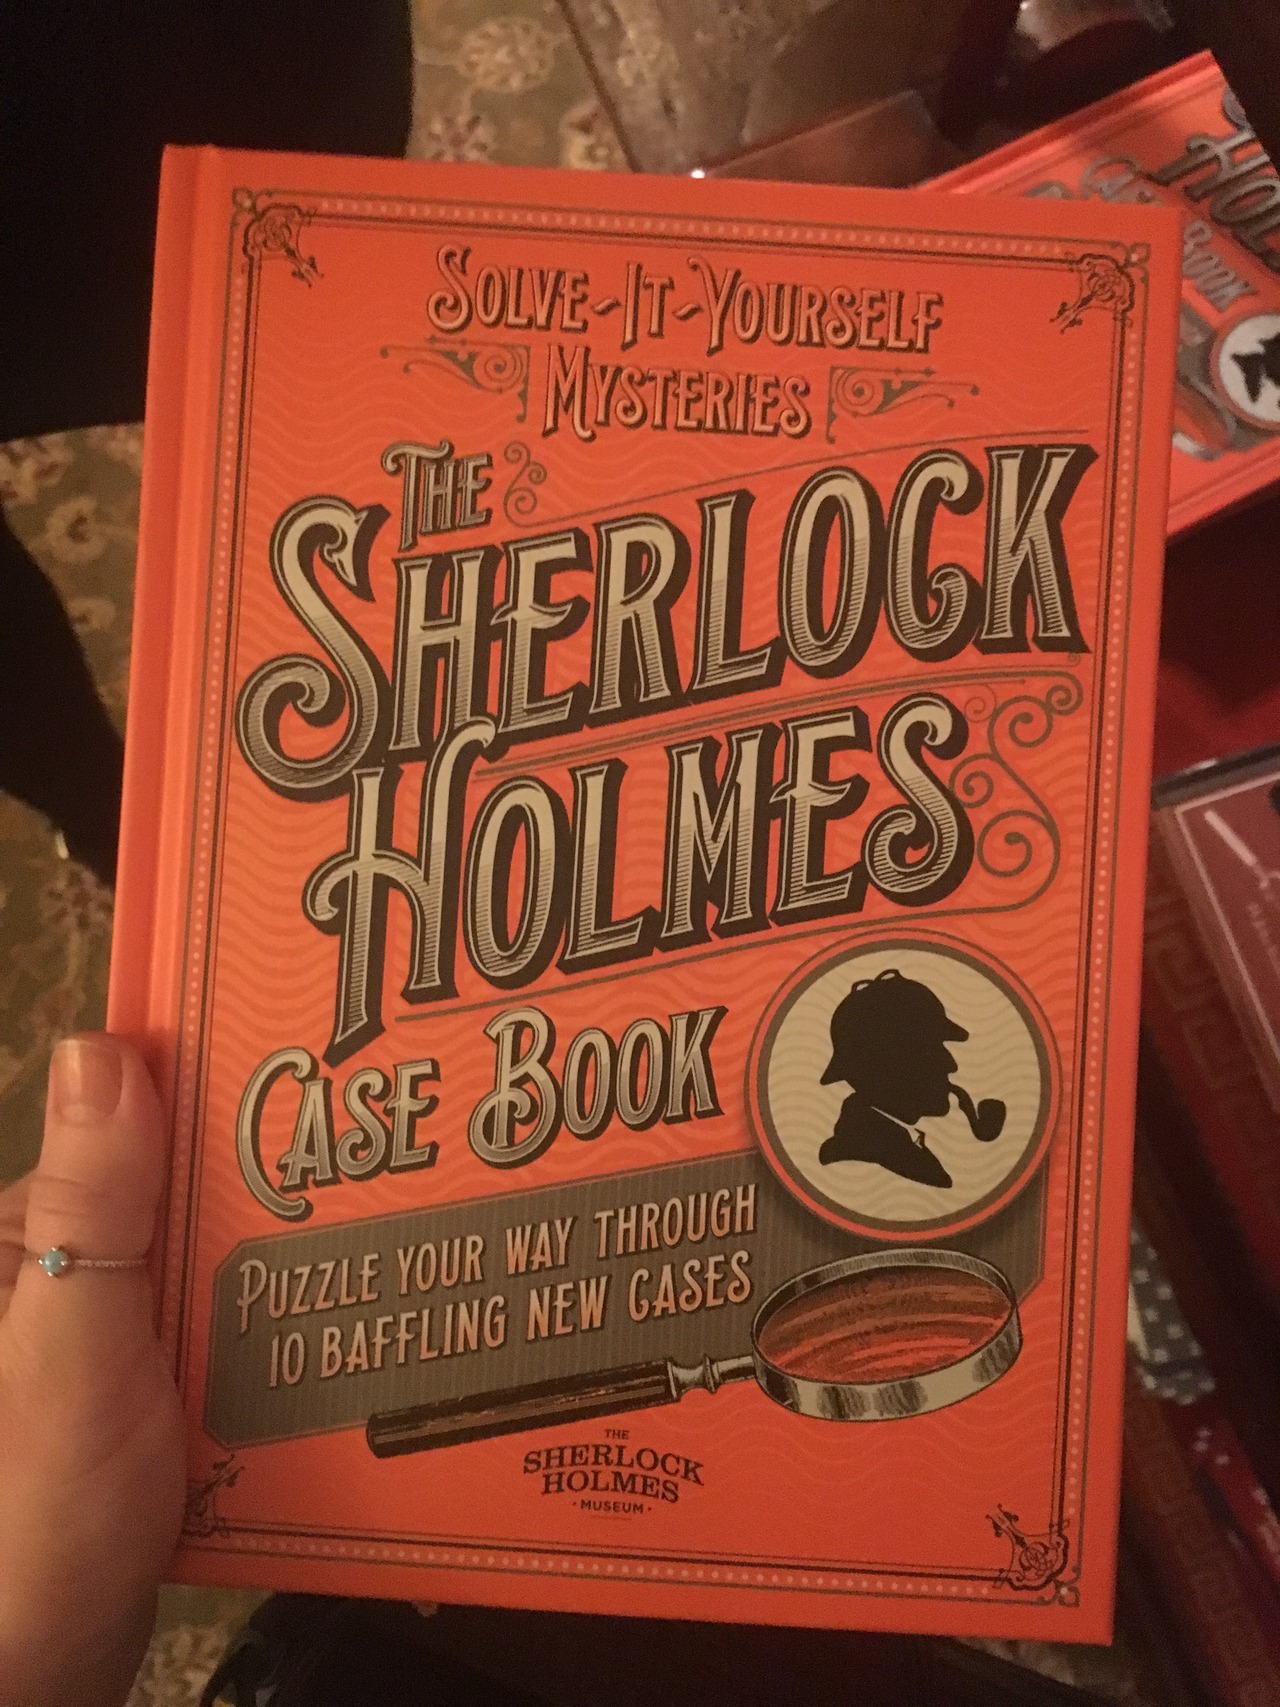 SOLVE-IT-YOURSELF
MYSTERIES
THE
SHERLOCK
HOLMES
CASE BOOK
PUZZLE YOUR WAY THROUGH
10 BAFFLING NEW CASES
THE
SHERLOCK
HOLMES
· MUSEUM ·
BOOK